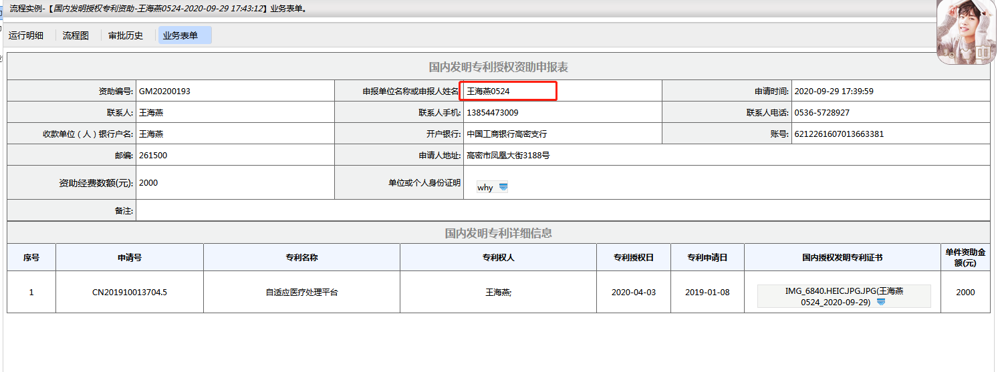 流程实例-【国内发明授权专利资助-王海燕0524-2020-09-29 17:43:12】业务表单。
运行明细 流程图 审批历史 业务表单
国内发明专利授权资助申报表
资助编号: GM20200193 申报单位名称或申报人姓名 王海燕0524 申请时间: 2020-09-29 17:39:59
联系人: 王海燕 联系人手机: 13854473009 联系人电话: 0536-5728927
收款单位（人）银行户名: 王海燕 开户银行: 中国工商银行高密支行 账号: 6212261607013663381
邮编: 261500 申请人地址: 高密市凤凰大街3188号
资助经费数额(元): 2000 单位或个人身份证明 why
备注:
国内发明专利详细信息
序号 申请号 专利名称 专利权人 专利授权日 专利申请日 国内授权发明专利证书 单件资助金
额(元)
1 CN201910013704.5 自适应医疗处理平台 王海燕; 2020-04-03 2019-01-08 IMG_6840.HEIC.JPG.JPG(王海燕 2000
0524_2020-09-29)